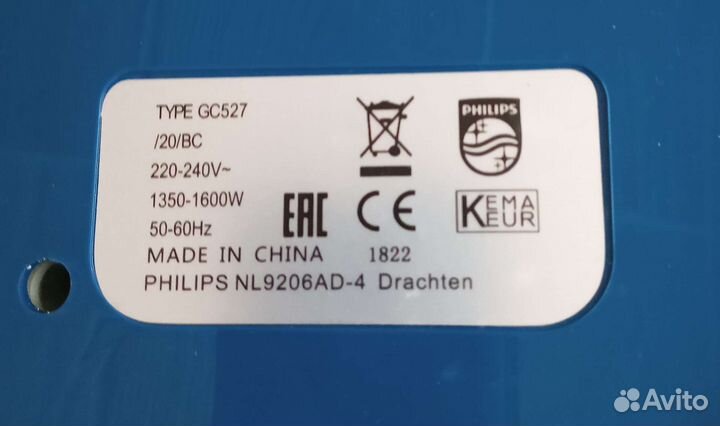 TYPE GC527
/20/BC
220-240V~
1350-1600W
50-60Hz
PHILIPS
EAC CE
KEMA
KEUR
MADE IN CHINA 1822
PHILIPS NL9206AD-4 Drachten
Avito